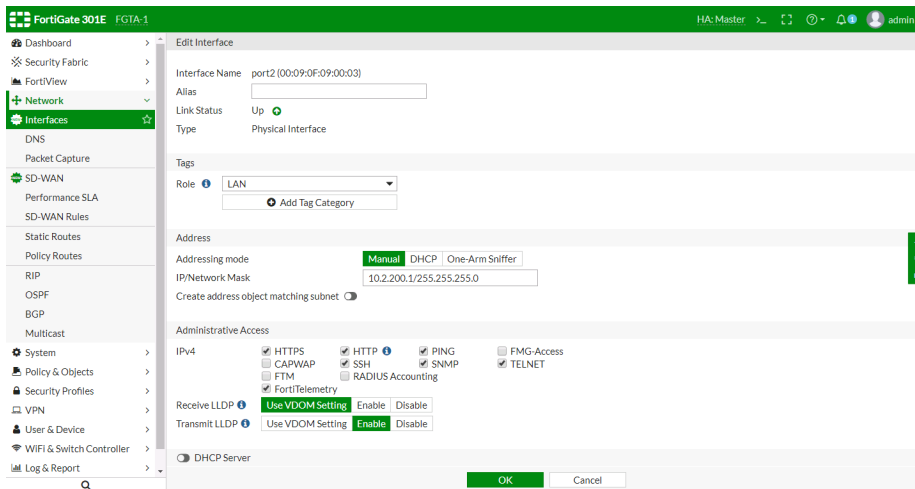 FortiGate 301E FGTA-1
HA: Master >_ admin
Dashboard
Security Fabric
FortiView
Network
Interfaces
DNS
Packet Capture
SD-WAN
Performance SLA
SD-WAN Rules
Static Routes
Policy Routes
RIP
OSPF
BGP
Multicast
System
Policy & Objects
Security Profiles
VPN
User & Device
WiFi & Switch Controller
Log & Report
Edit Interface
Interface Name port2 (00:09:0F:09:00:03)
Alias
Link Status Up
Type Physical Interface
Tags
Role LAN
Add Tag Category
Address
Addressing mode Manual DHCP One-Arm Sniffer
IP/Network Mask 10.2.200.1/255.255.255.0
Create address object matching subnet
Administrative Access
IPv4 HTTPS HTTP PING FMG-Access
CAPWAP SSH SNMP TELNET
FTM RADIUS Accounting
FortiTelemetry
Receive LLDP Use VDOM Setting Enable Disable
Transmit LLDP Use VDOM Setting Enable Disable
DHCP Server
OK Cancel